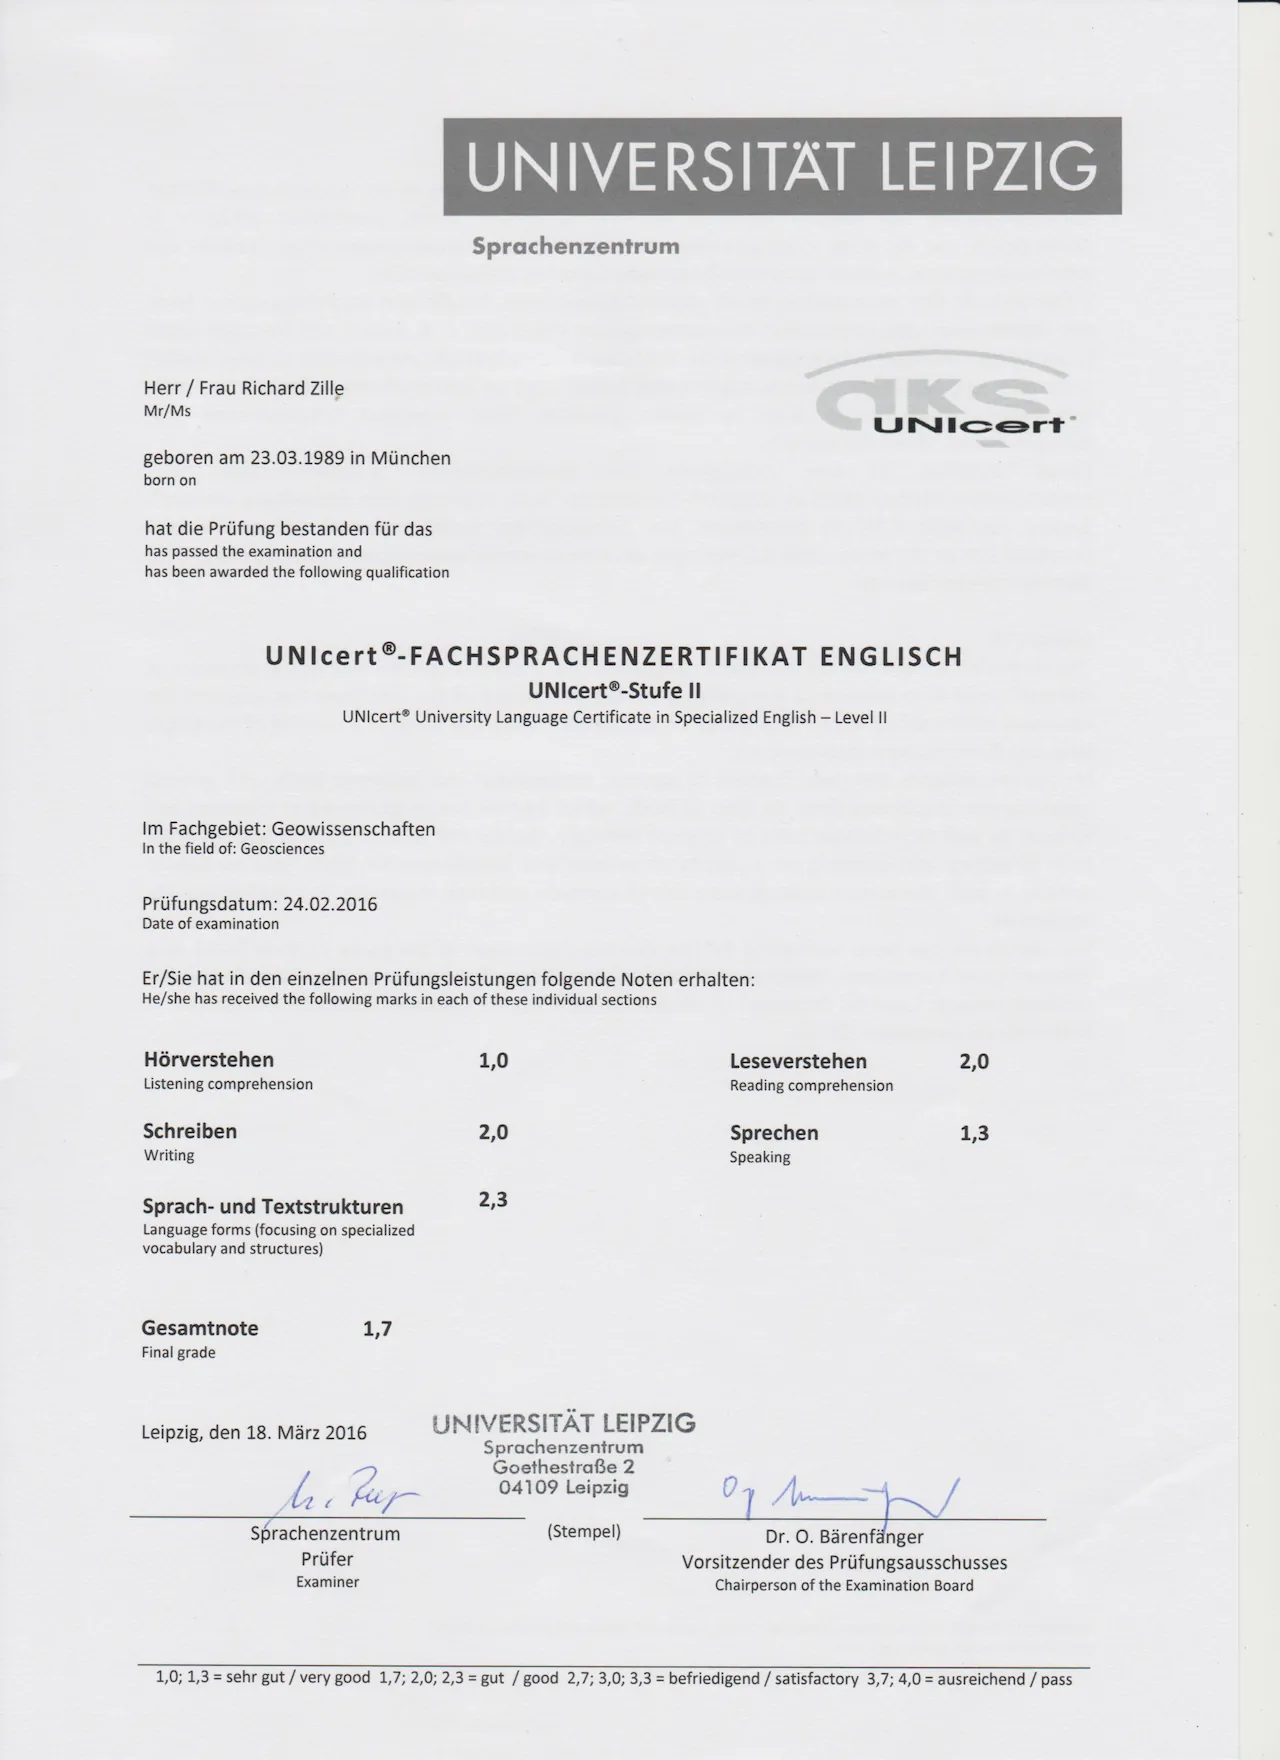 UNIVERSITÄT LEIPZIG
Sprachenzentrum
aks
UNIcert®
Herr / Frau Richard Zille
Mr/Ms
geboren am 23.03.1989 in München
born on
hat die Prüfung bestanden für das
has passed the examination and
has been awarded the following qualification
UNIcert®-FACHSPRACHENZERTIFIKAT ENGLISCH
UNIcert®-Stufe II
UNIcert® University Language Certificate in Specialized English – Level II
Im Fachgebiet: Geowissenschaften
In the field of: Geosciences
Prüfungsdatum: 24.02.2016
Date of examination
Er/Sie hat in den einzelnen Prüfungsleistungen folgende Noten erhalten:
He/she has received the following marks in each of these individual sections
Hörverstehen 1,0 Leseverstehen 2,0
Listening comprehension Reading comprehension
Schreiben 2,0 Sprechen 1,3
Writing Speaking
Sprach- und Textstrukturen 2,3
Language forms (focusing on specialized
vocabulary and structures)
Gesamtnote 1,7
Final grade
Leipzig, den 18. März 2016
UNIVERSITÄT LEIPZIG
Sprachenzentrum
Goethestraße 2
04109 Leipzig
Sprachenzentrum (Stempel) Dr. O. Bärenfänger
Prüfer Vorsitzender des Prüfungsausschusses
Examiner Chairperson of the Examination Board
1,0; 1,3 = sehr gut / very good 1,7; 2,0; 2,3 = gut / good 2,7; 3,0; 3,3 = befriedigend / satisfactory 3,7; 4,0 = ausreichend / pass